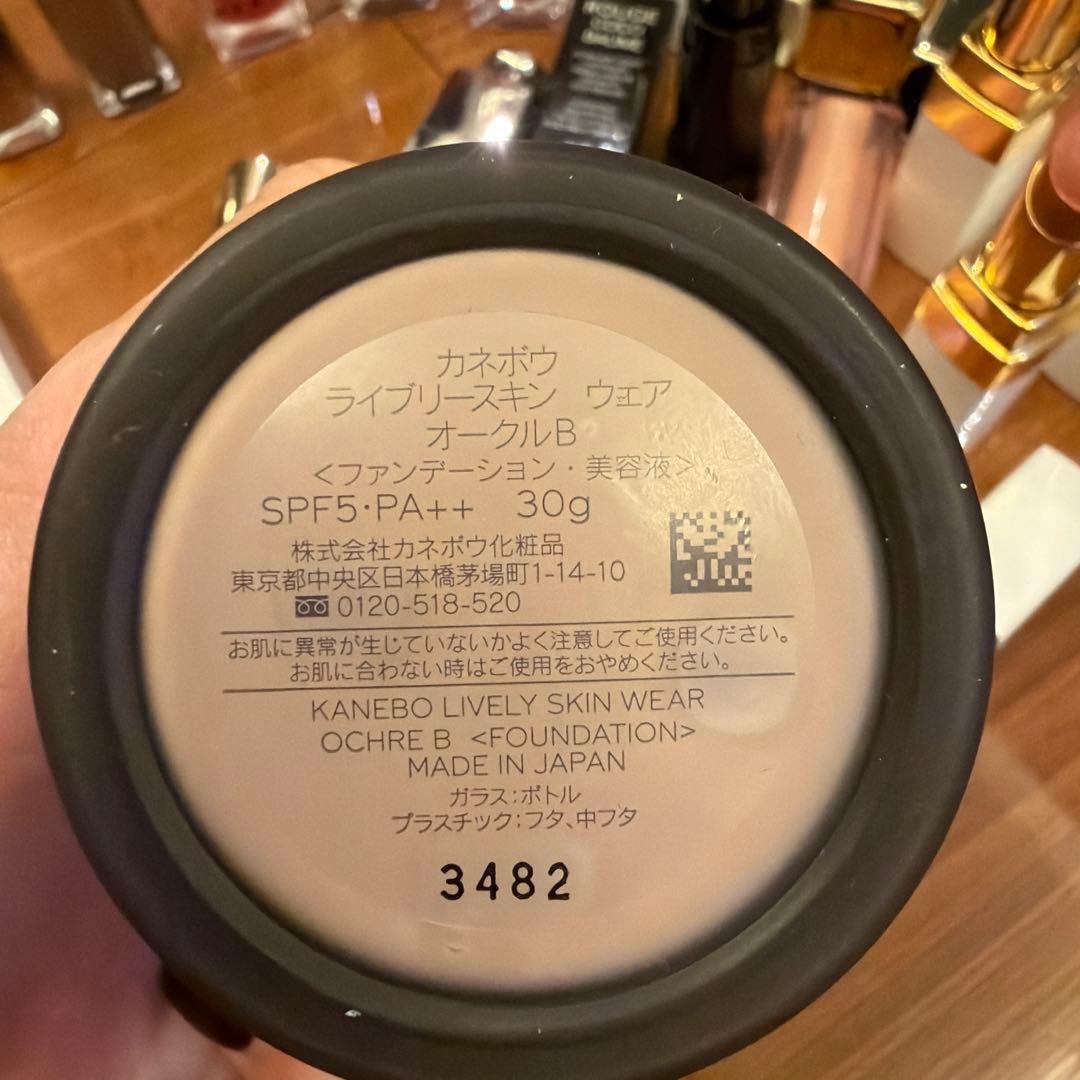 ROUGE
COCO
BAUME
カネボウ
ライブリースキン ウェア
オークルB
<ファンデーション・美容液>
SPF5・PA++ 30g
株式会社カネボウ化粧品
東京都中央区日本橋茅場町1-14-10
0120-518-520
お肌に異常が生じていないかよく注意してご使用ください。
お肌に合わない時はご使用をおやめください。
KANEBO LIVELY SKIN WEAR
OCHRE B <FOUNDATION>
MADE IN JAPAN
ガラス:ボトル
プラスチック:フタ、中フタ
3482